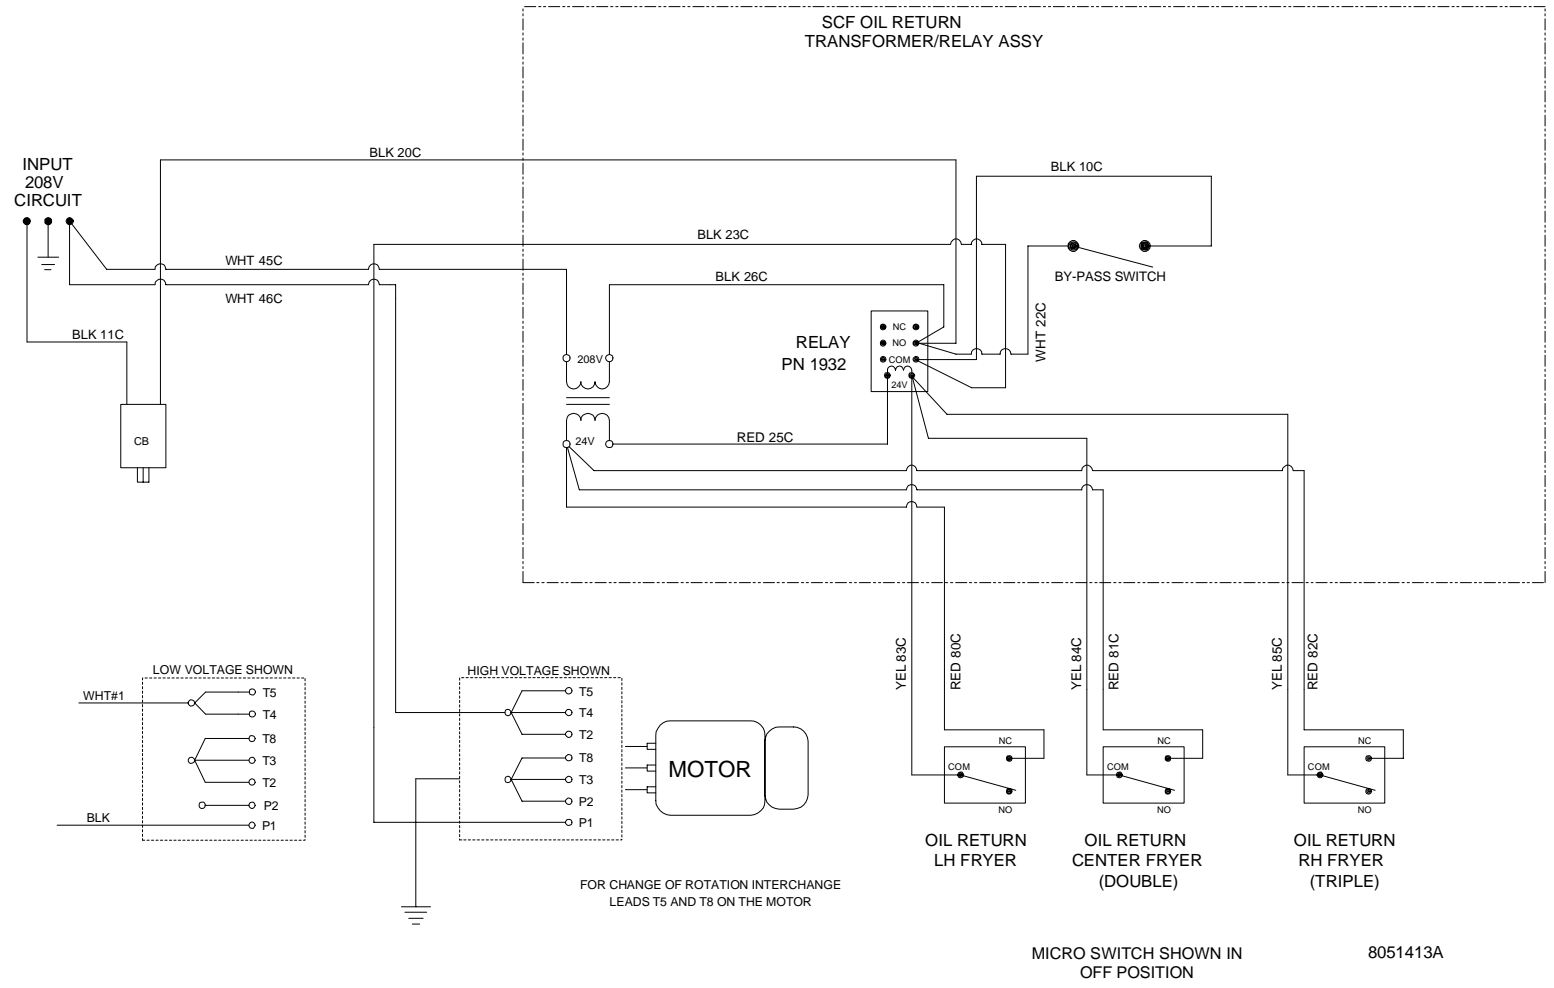 SCF OIL RETURN
TRANSFORMER/RELAY ASSY
BLK 20C
BLK 10C
INPUT
208V
CIRCUIT
BLK 23C
WHT 45C
BLK 26C
BY-PASS SWITCH
WHT 46C
WHT 22C
BLK 11C
RELAY
PN 1932
NC
NO
COM
24V
208V
24V
RED 25C
CB
YEL 83C
RED 80C
YEL 84C
RED 81C
YEL 85C
RED 82C
LOW VOLTAGE SHOWN
WHT#1
T5
T4
T8
T3
T2
P2
P1
BLK
HIGH VOLTAGE SHOWN
T5
T4
T2
T8
T3
P2
P1
MOTOR
NC
COM
NO
NC
COM
NO
NC
COM
NO
OIL RETURN
LH FRYER
OIL RETURN
CENTER FRYER
(DOUBLE)
OIL RETURN
RH FRYER
(TRIPLE)
FOR CHANGE OF ROTATION INTERCHANGE
LEADS T5 AND T8 ON THE MOTOR
MICRO SWITCH SHOWN IN
OFF POSITION
8051413A